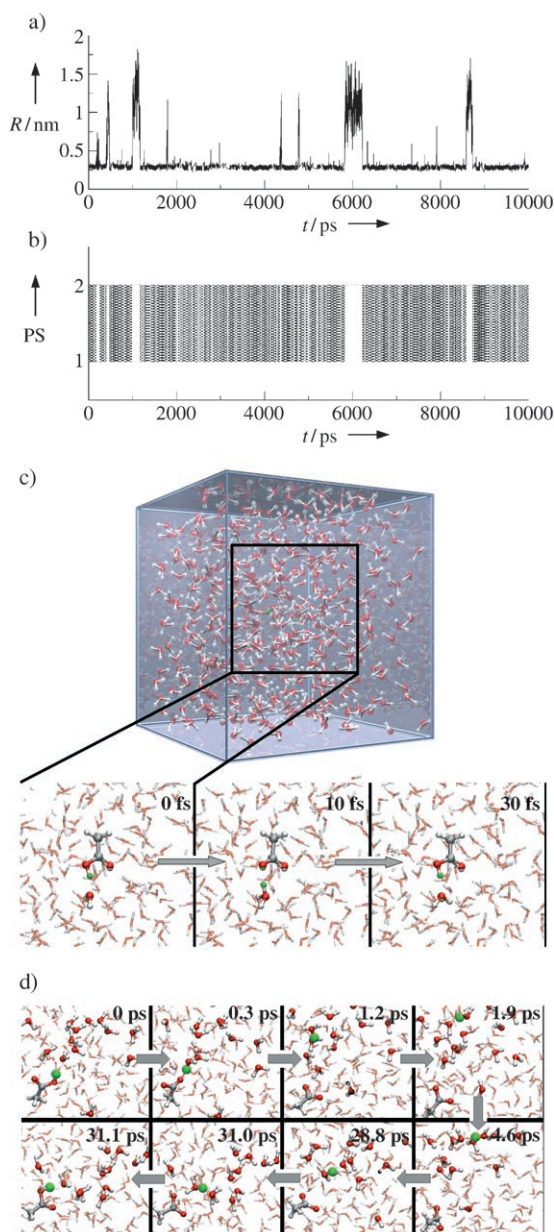 a)
2
1.5
R/nm
1
0.5
0
0 2000 4000 6000 8000 10000
t/ps
b)
2
PS
1
0 2000 4000 6000 8000 10000
t/ps
c)
0 fs 10 fs 30 fs
d)
0 ps 0.3 ps 1.2 ps 1.9 ps
31.1 ps 31.0 ps 28.8 ps 4.6 ps